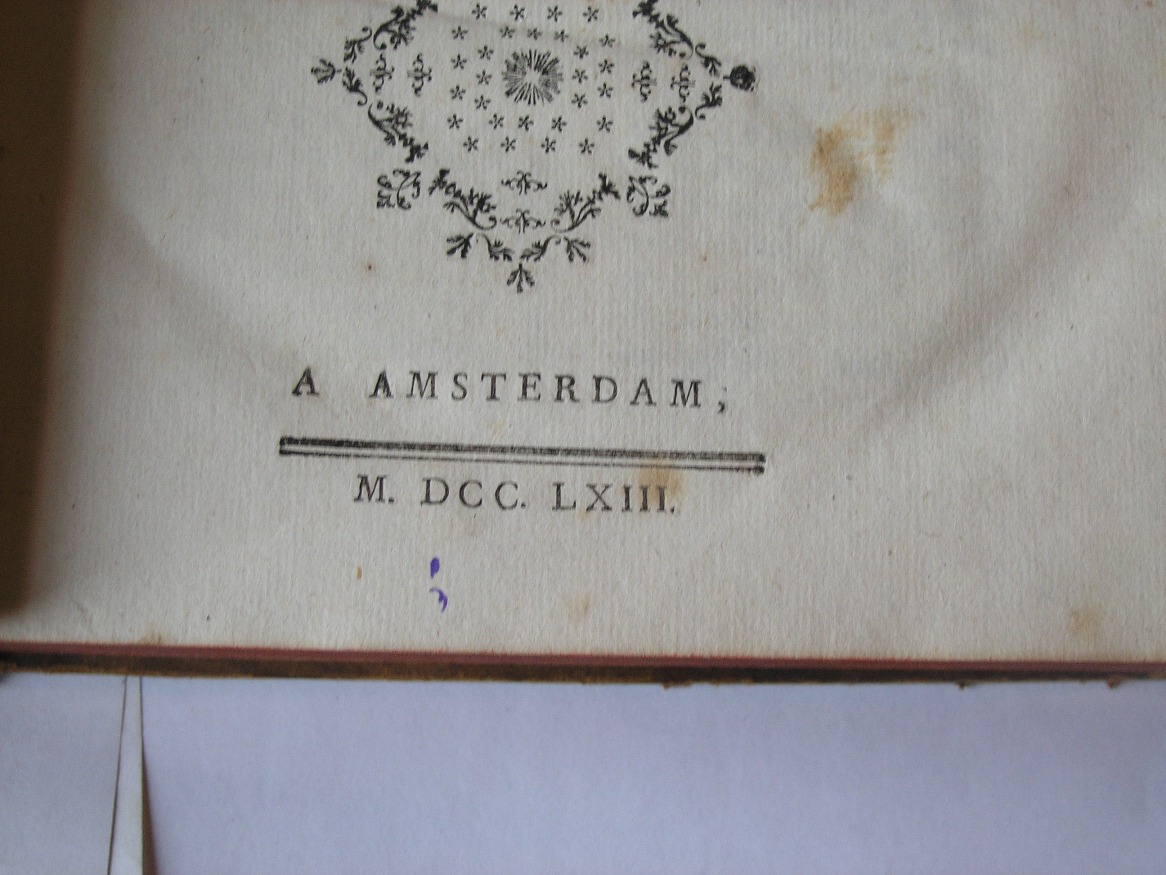 A AMSTERDAM,
M. DCC. LXIII.